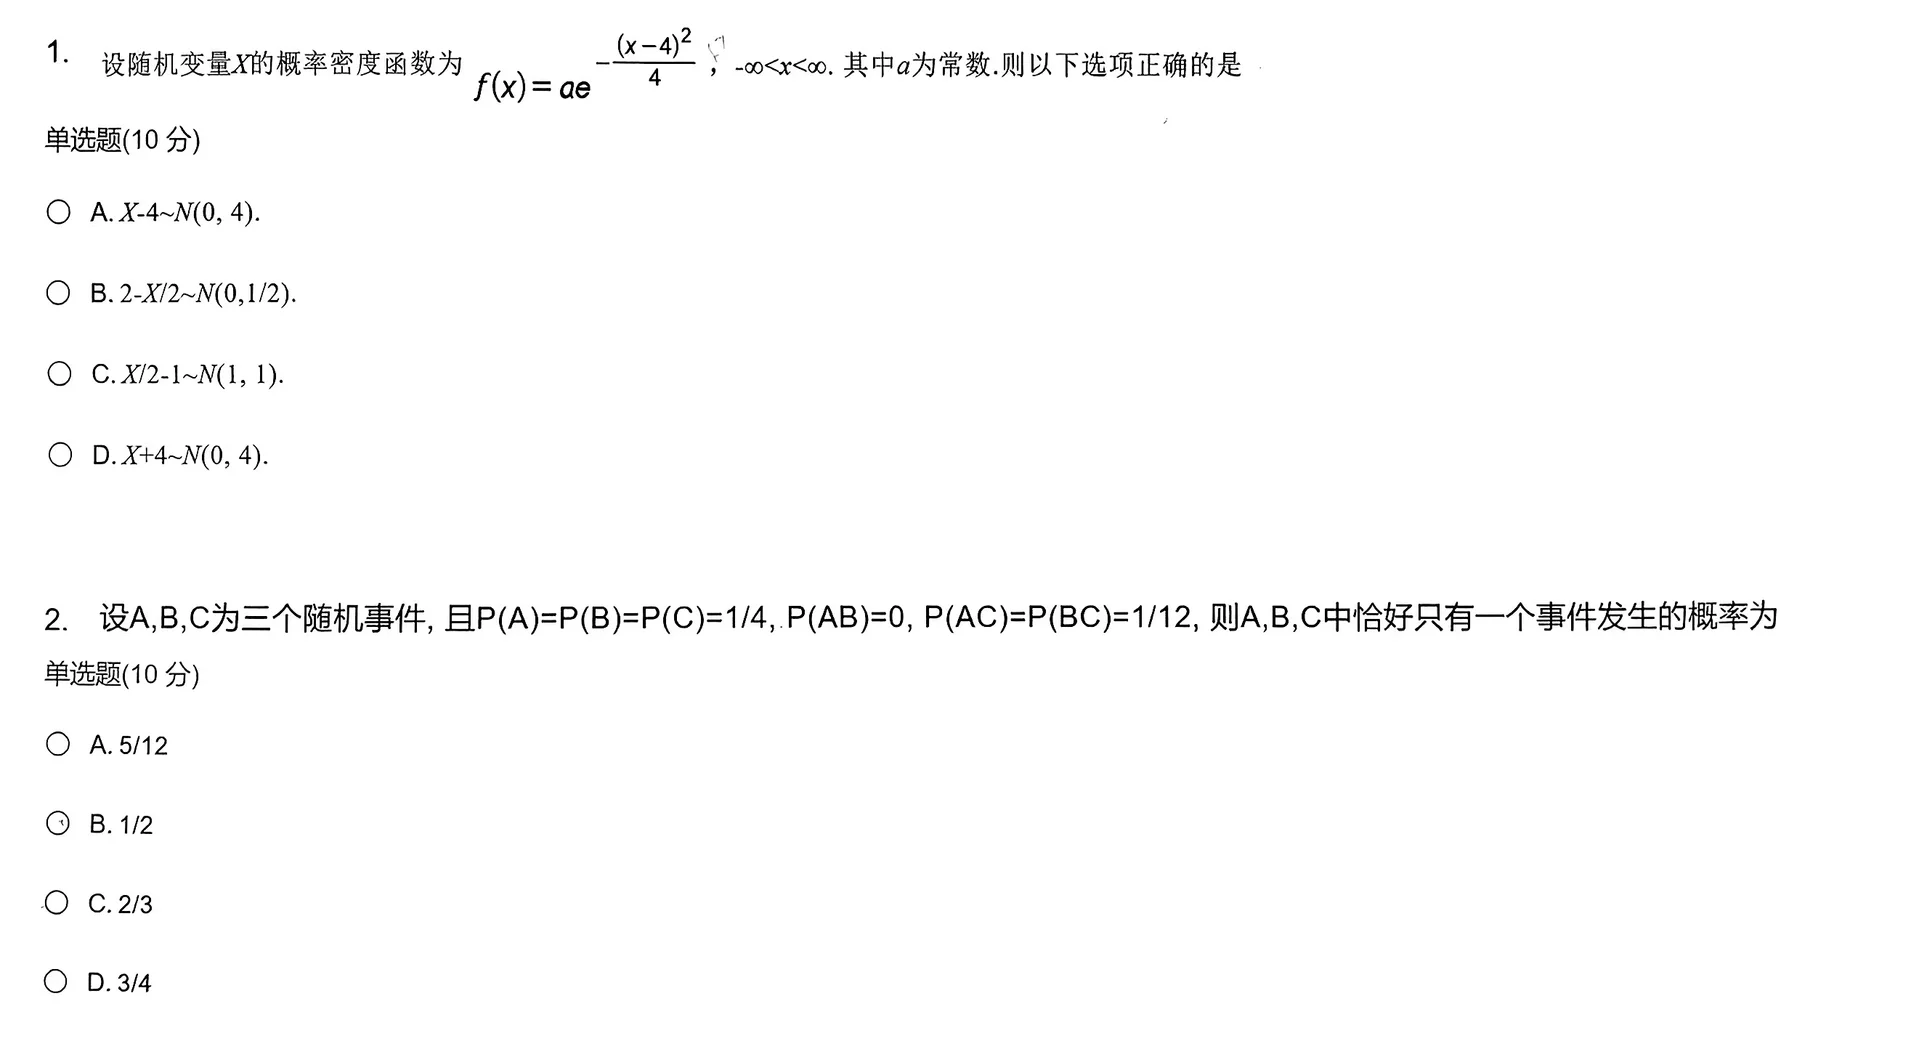 1. 设随机变量X的概率密度函数为 f(x)=ae^{-\frac{(x-4)^2}{4}}, -∞<x<∞. 其中a为常数.则以下选项正确的是
单选题(10 分)
A. X-4~N(0, 4).
B. 2-X/2~N(0,1/2).
C. X/2-1~N(1, 1).
D. X+4~N(0, 4).
2. 设A,B,C为三个随机事件, 且P(A)=P(B)=P(C)=1/4, P(AB)=0, P(AC)=P(BC)=1/12, 则A,B,C中恰好只有一个事件发生的概率为
单选题(10 分)
A. 5/12
B. 1/2
C. 2/3
D. 3/4